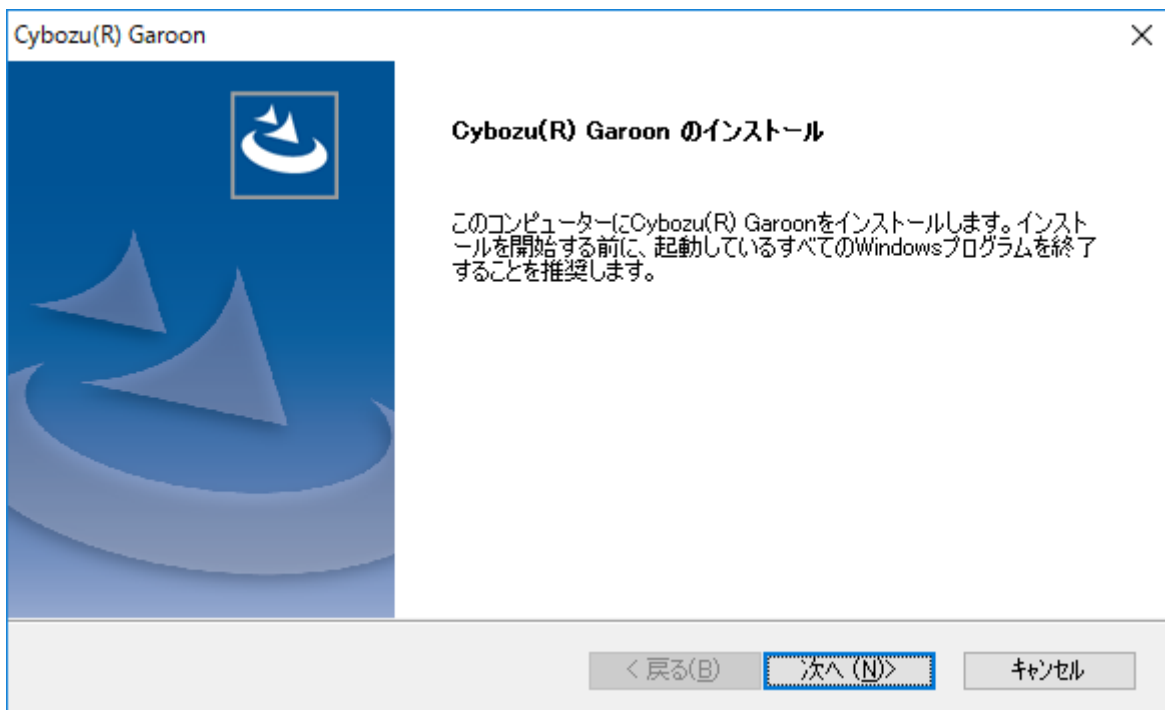 Cybozu(R) Garoon
Cybozu(R) Garoon のインストール
このコンピューターにCybozu(R) Garoonをインストールします。インスト
ールを開始する前に、起動しているすべてのWindowsプログラムを終了
することを推奨します。
< 戻る(B)
次へ (N)>
キャンセル